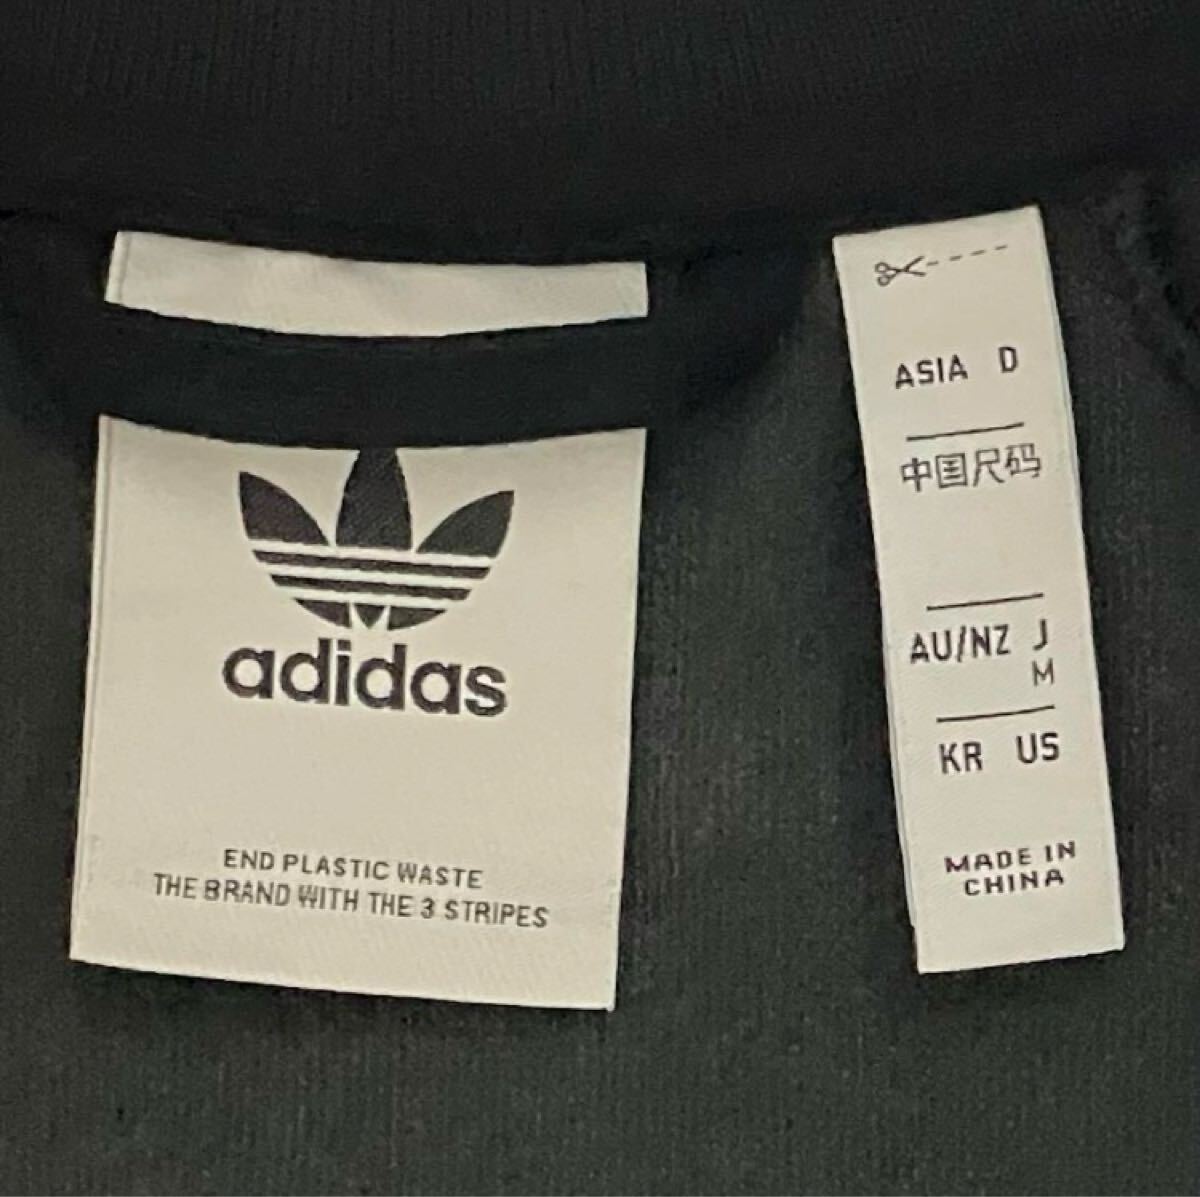 adidas
END PLASTIC WASTE
THE BRAND WITH THE 3 STRIPES
ASIA D
中国尺码
AU/NZ J
M
KR US
MADE IN
CHINA